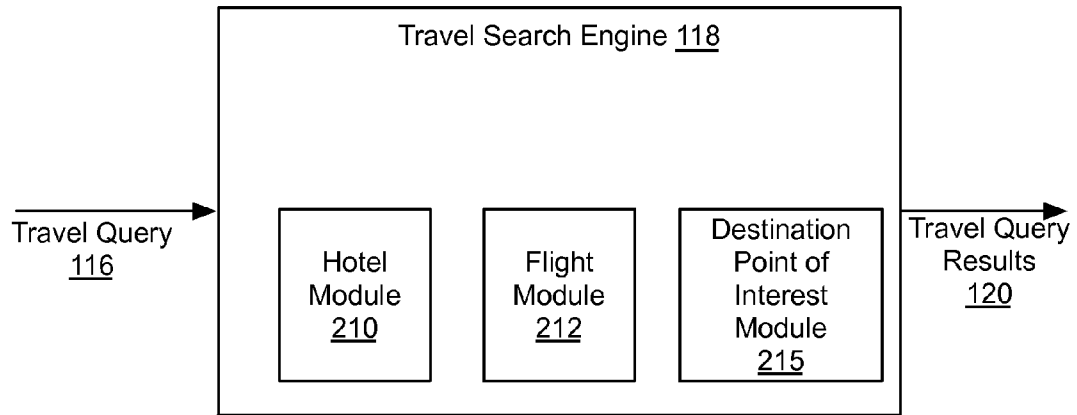 Travel Search Engine 118
Travel Query
116
Hotel
Module
210
Flight
Module
212
Destination
Point of
Interest
Module
215
Travel Query
Results
120